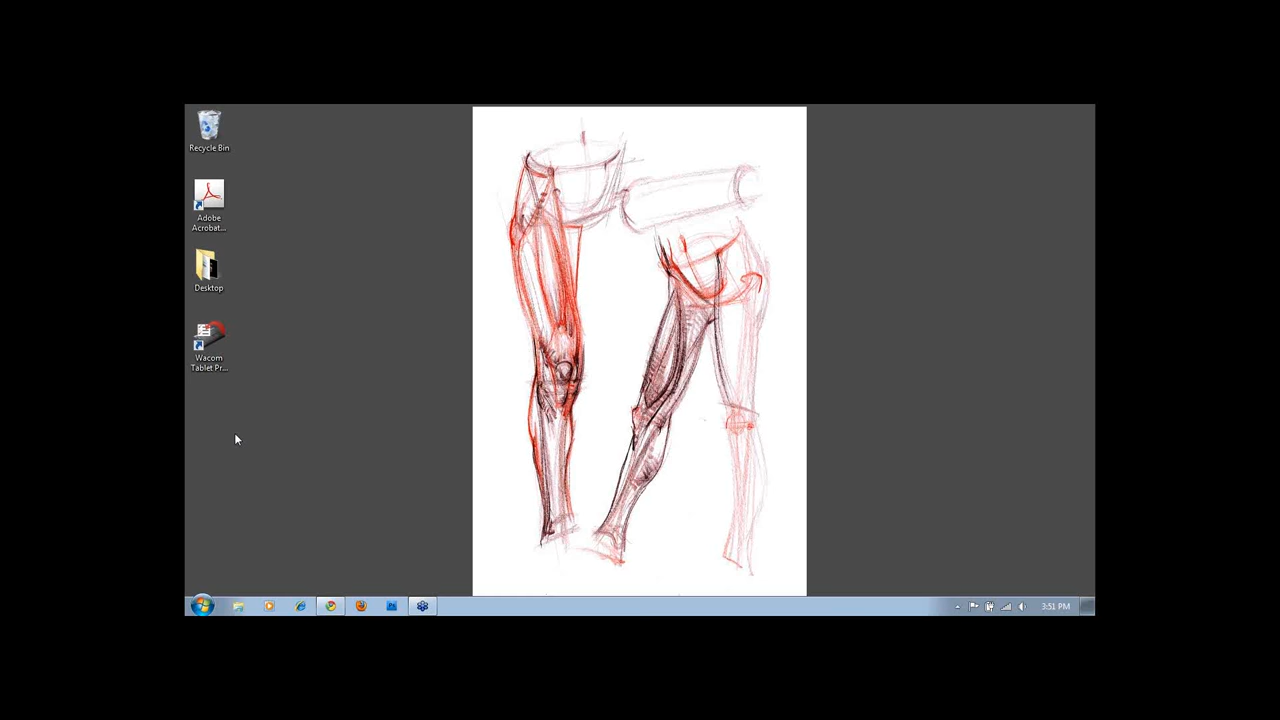 Recycle Bin
Adobe
Acrobat...
Desktop
Wacom
Tablet Pr...
3:51 PM